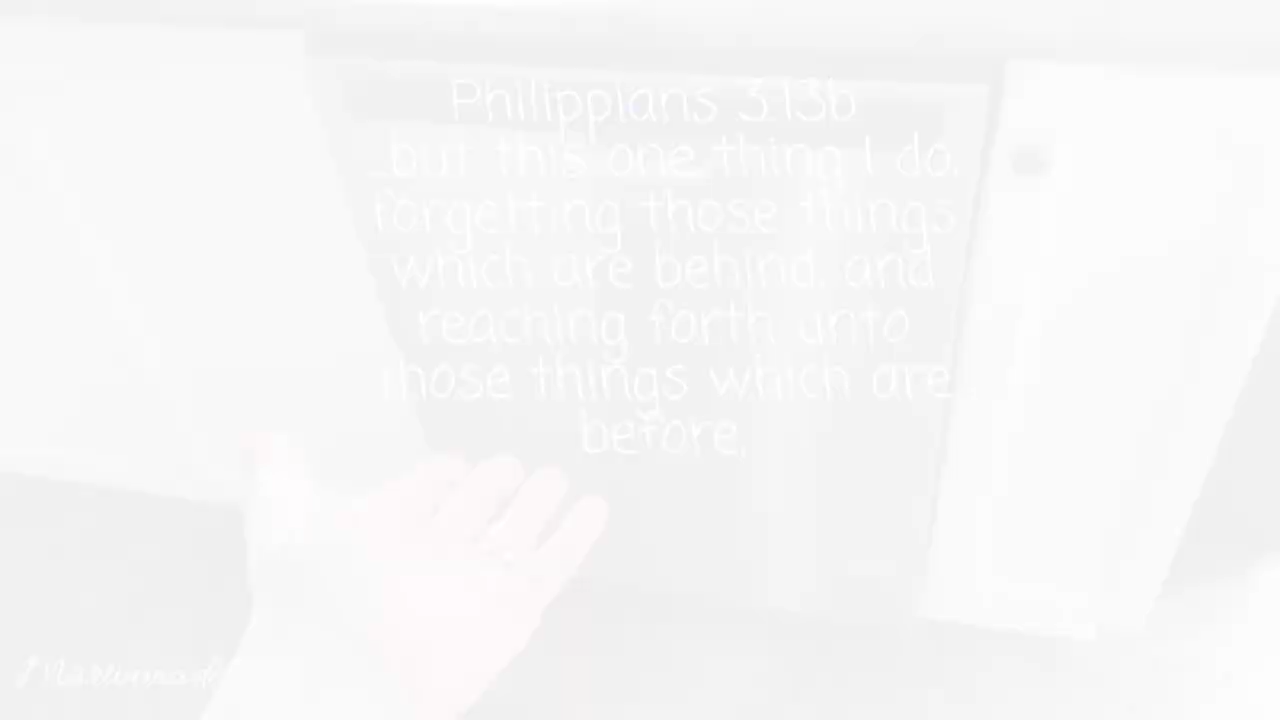 Philippians 3:13b
...but this one thing I do,
forgetting those things
which are behind, and
reaching forth unto
those things which are
before,